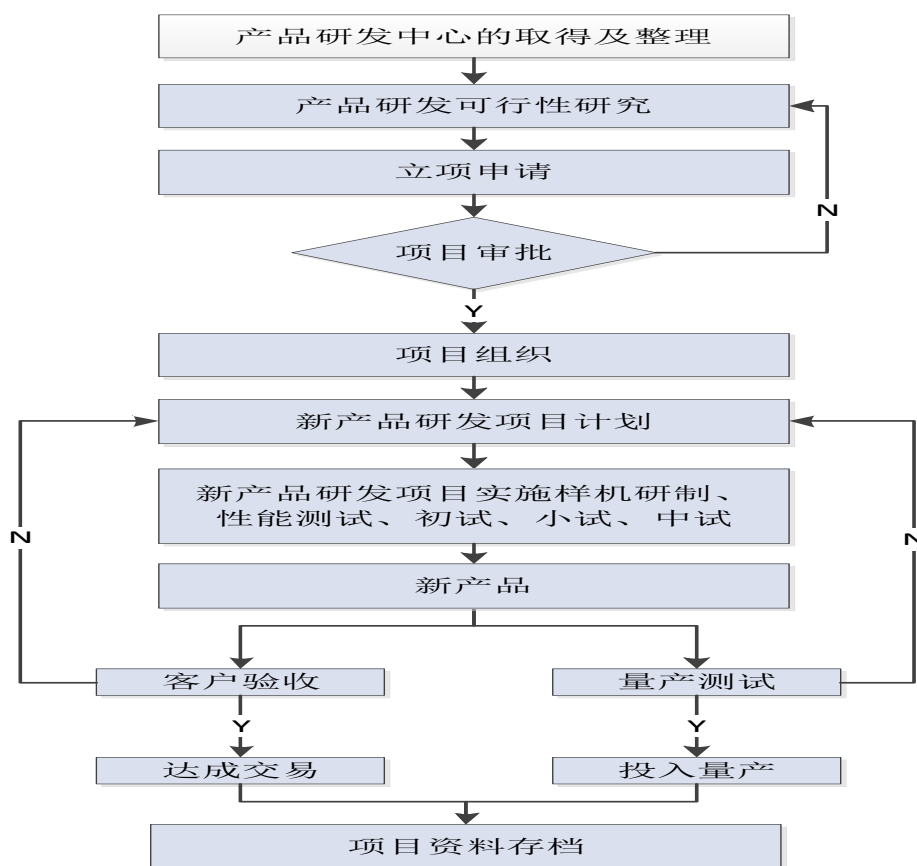 产品研发中心的取得及整理
产品研发可行性研究
立项申请
项目审批
N
Y
项目组织
新产品研发项目计划
新产品研发项目实施样机研制、
性能测试、初试、小试、中试
N
N
新产品
客户验收
量产测试
Y
Y
达成交易
投入量产
项目资料存档